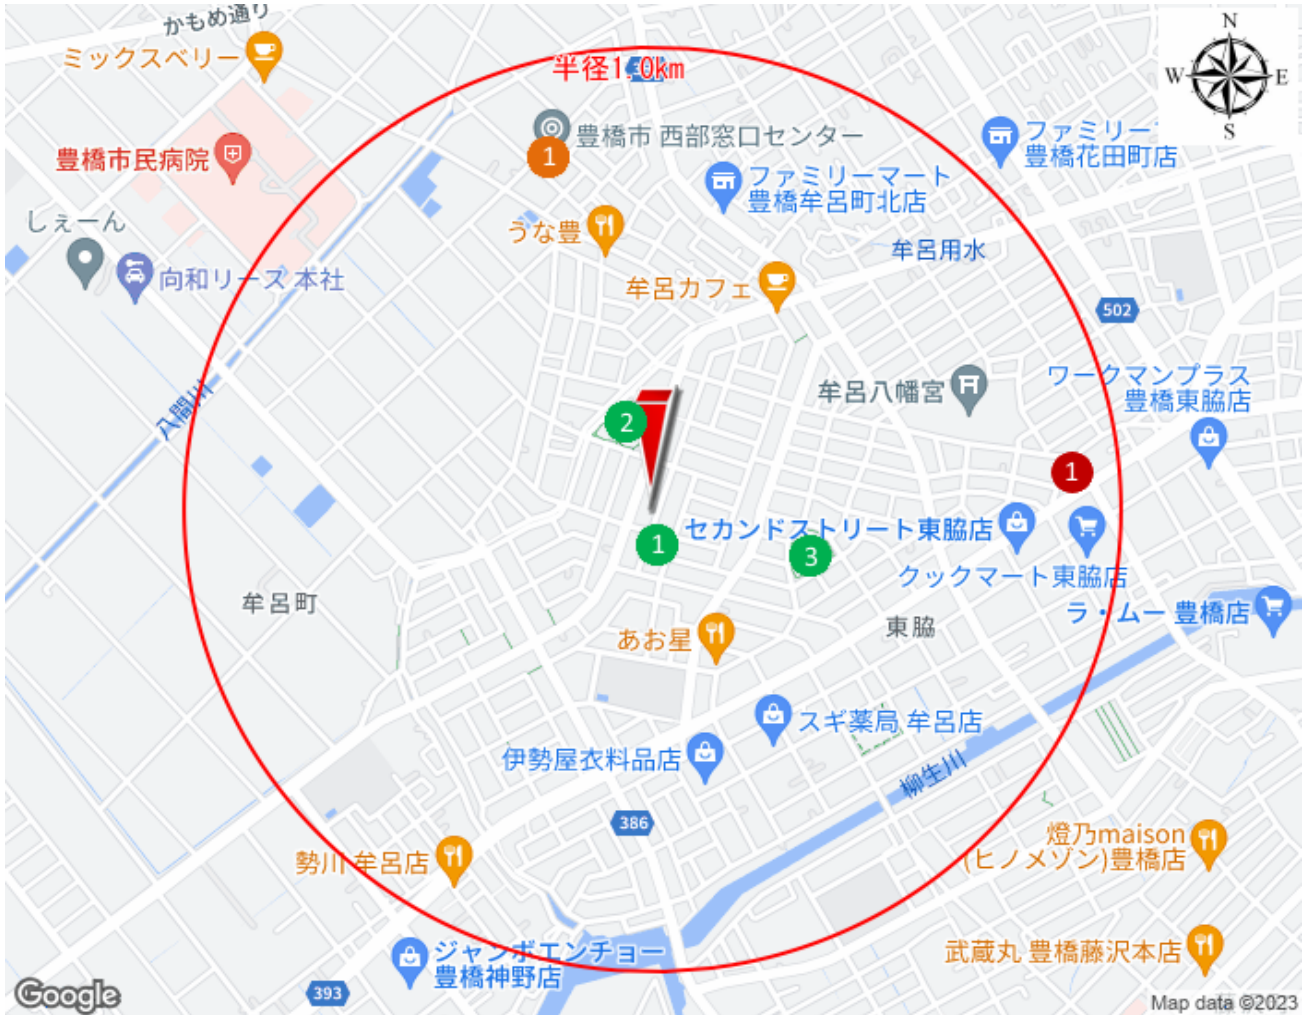 かもめ通り
ミックスベリー
半径1.0km
N
W
E
S
豊橋市民病院
1
豊橋市 西部窓口センター
ファミリーマート
豊橋牟呂町北店
ファミリー
豊橋花田町店
しぇーん
向和リース 本社
うな豊
牟呂カフェ
牟呂用水
502
八間川
2
牟呂八幡宮
ワークマンプラス
豊橋東脇店
1
1
3
セカンドストリート東脇店
クックマート東脇店
ラ・ムー 豊橋店
牟呂町
あお星
東脇
スギ薬局 牟呂店
伊勢屋衣料品店
柳生川
386
勢川 牟呂店
燈乃maison
(ヒノメゾン)豊橋店
ジャンボエンチョー
豊橋神野店
武蔵丸 豊橋藤沢本店
393
Google
Map data ©2023